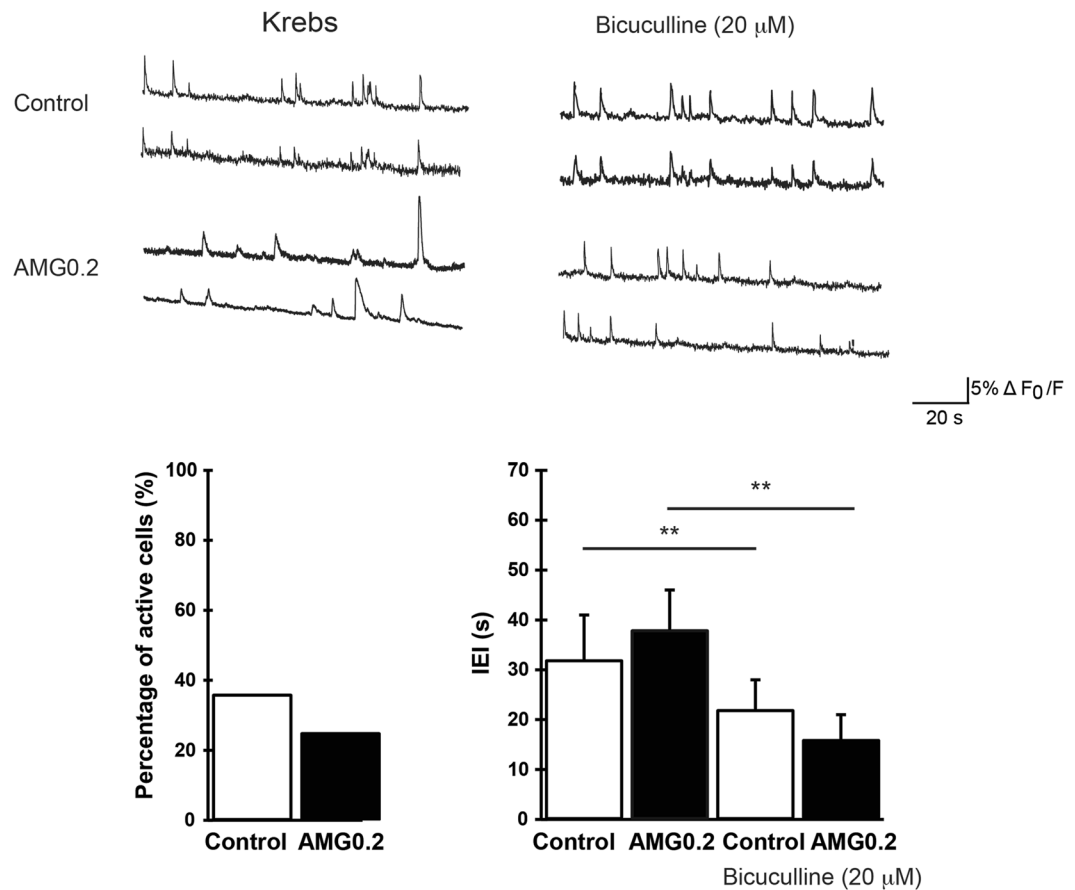 Krebs
Bicuculline (20 μM)
Control
AMG0.2
5% Δ F0 /F
20 s
Percentage of active cells (%)
100
80
60
40
20
0
Control AMG0.2
IEI (s)
70
60
50
40
30
20
10
0
**
**
Control AMG0.2 Control AMG0.2
Bicuculline (20 μM)